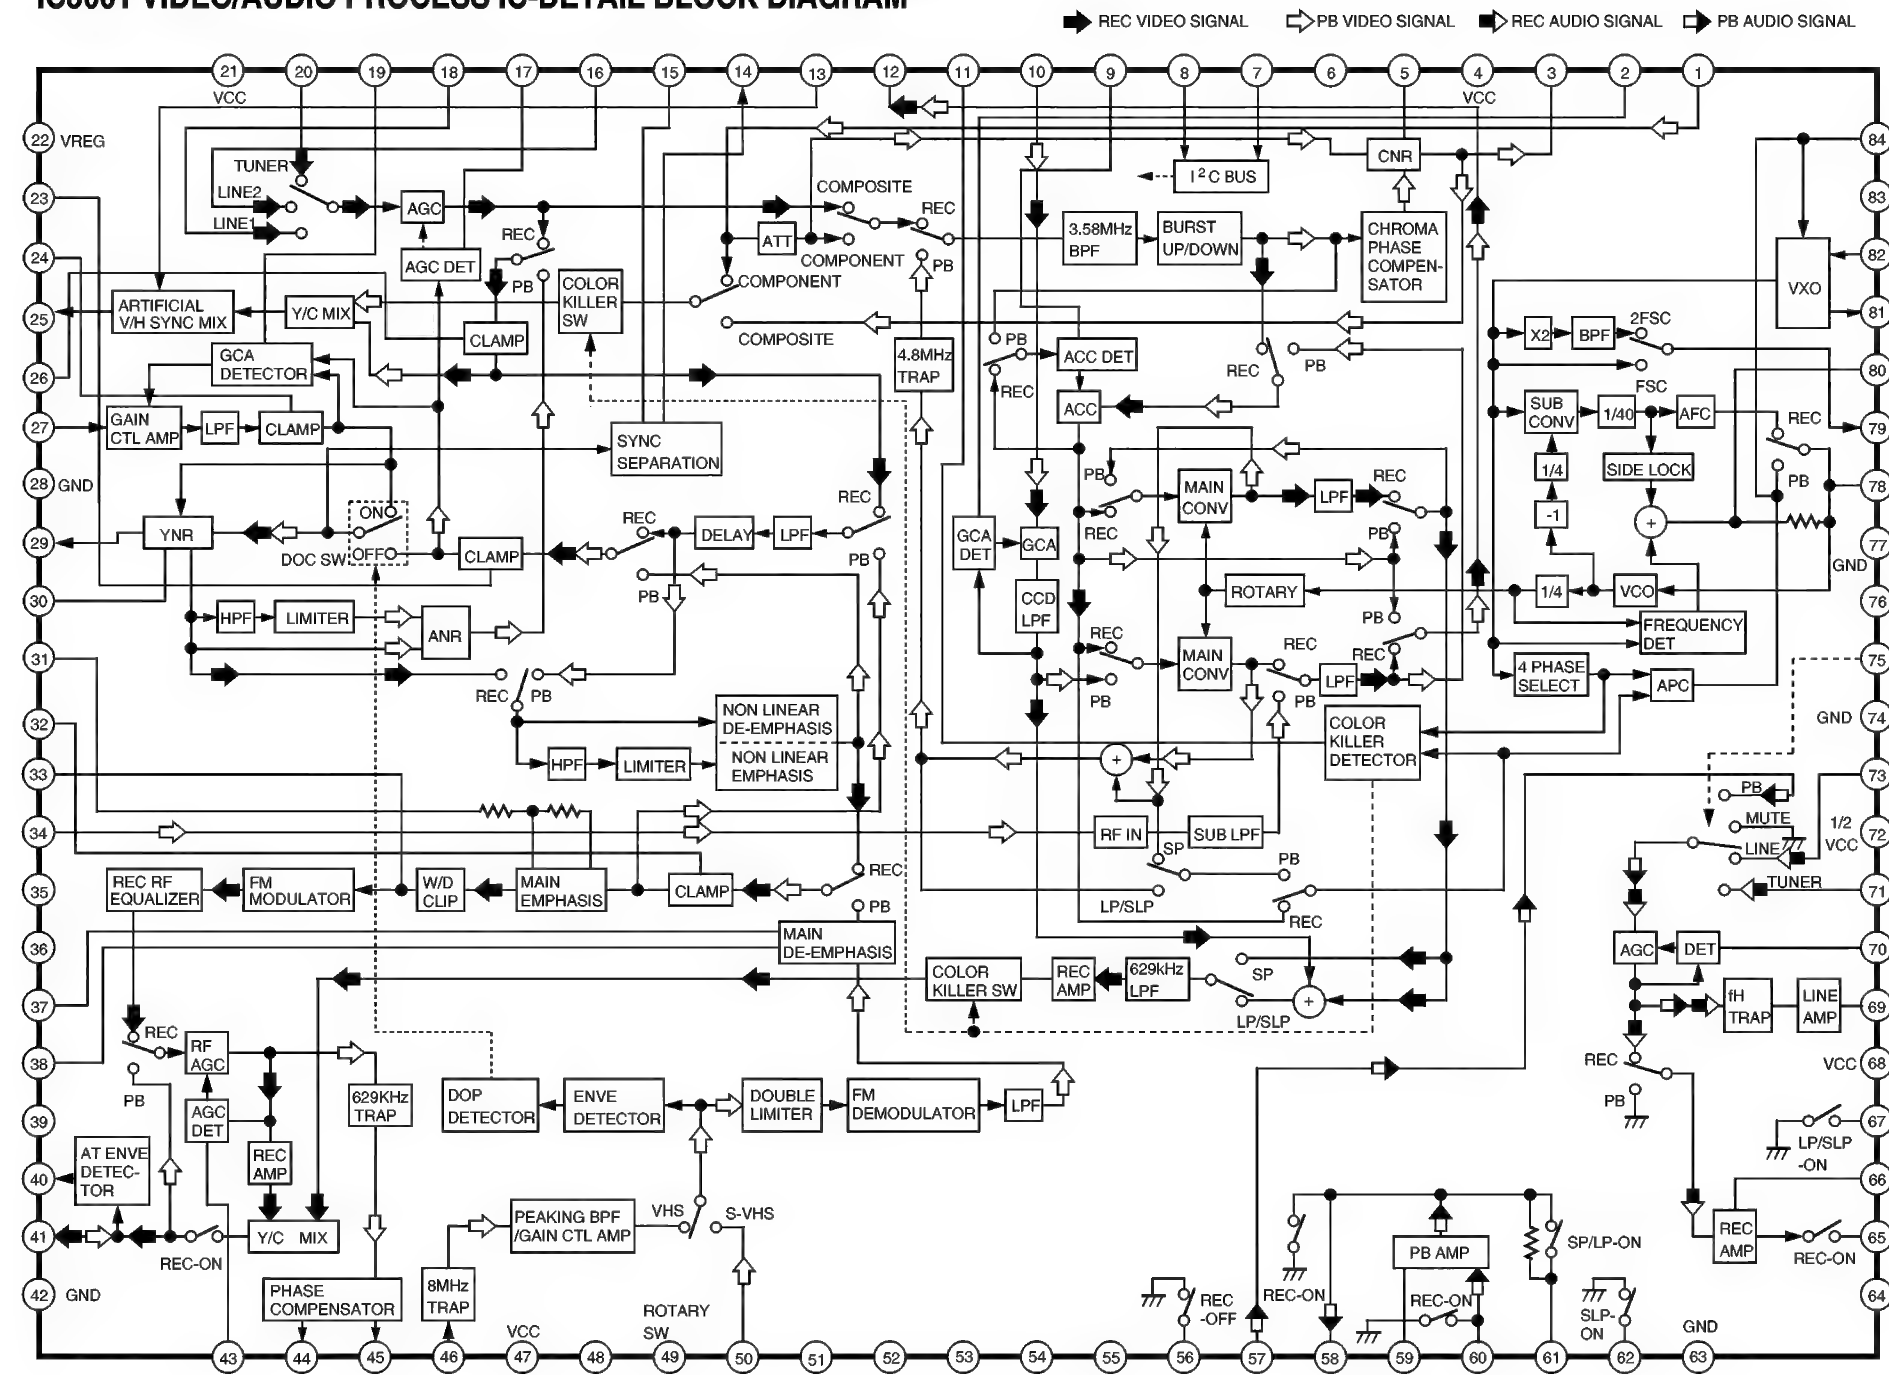 IC3001 VIDEO/AUDIO PROCESS IC-DETAIL BLOCK DIAGRAM
REC VIDEO SIGNAL
PB VIDEO SIGNAL
REC AUDIO SIGNAL
PB AUDIO SIGNAL
21
20
19
18
17
16
15
14
13
12
11
10
9
8
7
6
5
4
3
2
1
VCC
VCC
22
VREG
23
24
25
26
27
28
GND
29
30
31
32
33
34
35
36
37
38
39
40
41
42
GND
84
83
82
81
80
79
78
77
GND
76
75
74
GND
73
72
1/2
VCC
71
70
69
68
VCC
67
66
65
64
TUNER
LINE2
LINE1
AGC
AGC DET
REC
PB
COLOR
KILLER
SW
ATT
COMPOSITE
COMPONENT
COMPONENT
COMPOSITE
REC
PB
3.58MHz
BPF
BURST
UP/DOWN
I2C BUS
CNR
CHROMA
PHASE
COMPEN-
SATOR
VXO
ARTIFICIAL
V/H SYNC MIX
Y/C MIX
CLAMP
GCA
DETECTOR
GAIN
CTL AMP
LPF
CLAMP
4.8MHz
TRAP
PB
REC
ACC DET
ACC
REC
PB
X2
BPF
2FSC
FSC
SUB
CONV
1/40
AFC
REC
PB
1/4
-1
SIDE LOCK
+
SYNC
SEPARATION
YNR
ON
OFF
DOC SW
CLAMP
REC
PB
DELAY
LPF
REC
PB
GCA
DET
GCA
CCD
LPF
PB
REC
MAIN
CONV
LPF
REC
PB
ROTARY
1/4
VCO
FREQUENCY
DET
PB
REC
HPF
LIMITER
ANR
REC
PB
REC
PB
MAIN
CONV
REC
PB
LPF
4 PHASE
SELECT
APC
NON LINEAR
DE-EMPHASIS
NON LINEAR
EMPHASIS
HPF
LIMITER
COLOR
KILLER
DETECTOR
+
RF IN
SUB LPF
SP
LP/SLP
PB
REC
PB
MUTE
LINE
TUNER
REC RF
EQUALIZER
FM
MODULATOR
W/D
CLIP
MAIN
EMPHASIS
CLAMP
REC
PB
MAIN
DE-EMPHASIS
COLOR
KILLER SW
REC
AMP
629kHz
LPF
SP
LP/SLP
+
AGC
DET
fH
TRAP
LINE
AMP
REC
PB
REC
PB
RF
AGC
AGC
DET
629KHz
TRAP
REC
AMP
DOP
DETECTOR
ENVE
DETECTOR
DOUBLE
LIMITER
FM
DEMODULATOR
LPF
LP/SLP
-ON
AT ENVE
DETEC-
TOR
REC-ON
Y/C MIX
PEAKING BPF
/GAIN CTL AMP
VHS
S-VHS
PHASE
COMPENSATOR
8MHz
TRAP
VCC
ROTARY
SW
REC
-OFF
REC-ON
PB AMP
REC-ON
SP/LP-ON
SLP-
ON
REC
AMP
REC-ON
GND
43
44
45
46
47
48
49
50
51
52
53
54
55
56
57
58
59
60
61
62
63